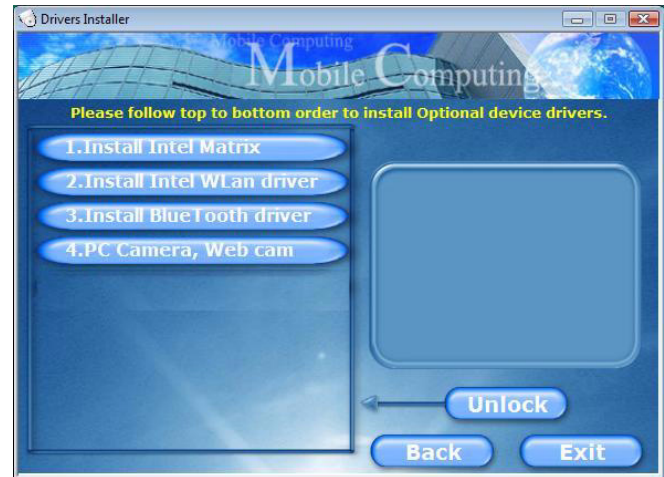 Drivers Installer
Mobile Computing
Mobile Computing
Please follow top to bottom order to install Optional device drivers.
1.Install Intel Matrix
2.Install Intel WLan driver
3.Install BlueTooth driver
4.PC Camera, Web cam
Unlock
Back
Exit